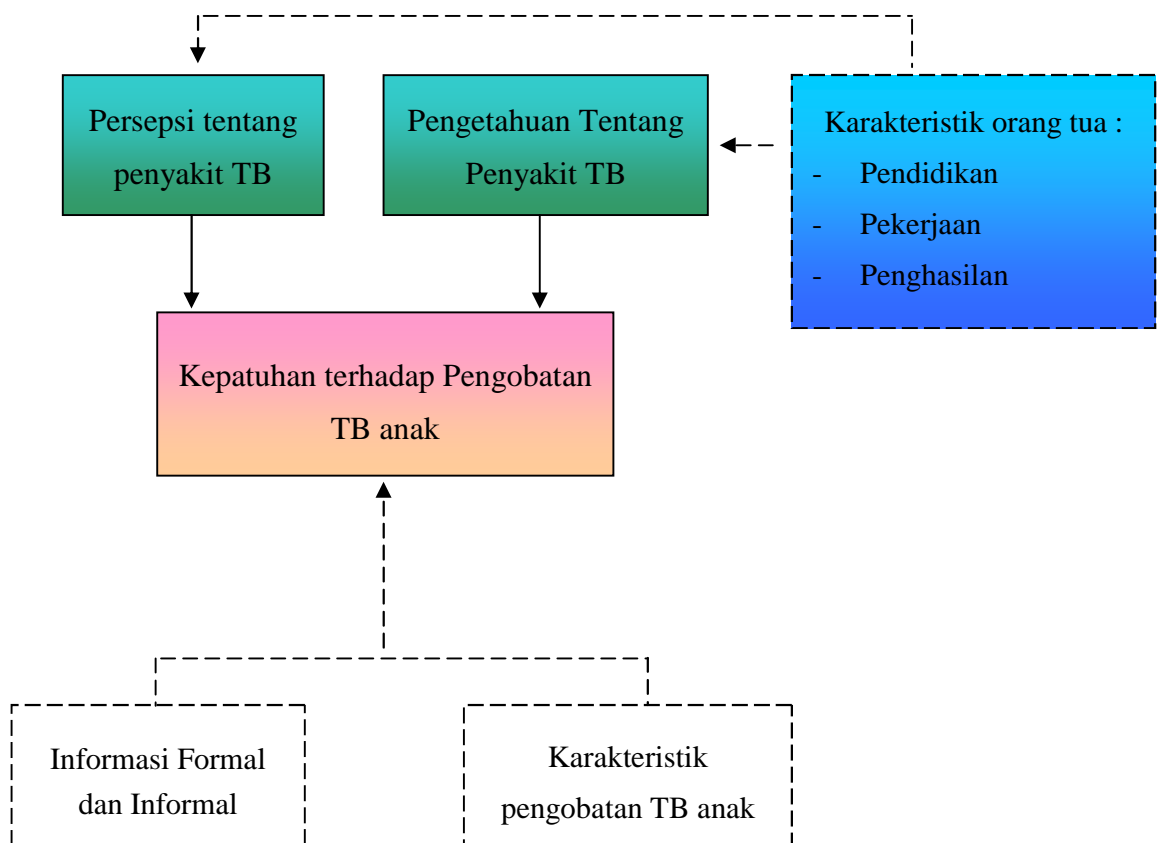 Persepsi tentang
penyakit TB
Pengetahuan Tentang
Penyakit TB
Karakteristik orang tua :
- Pendidikan
- Pekerjaan
- Penghasilan
Kepatuhan terhadap Pengobatan
TB anak
Informasi Formal
dan Informal
Karakteristik
pengobatan TB anak